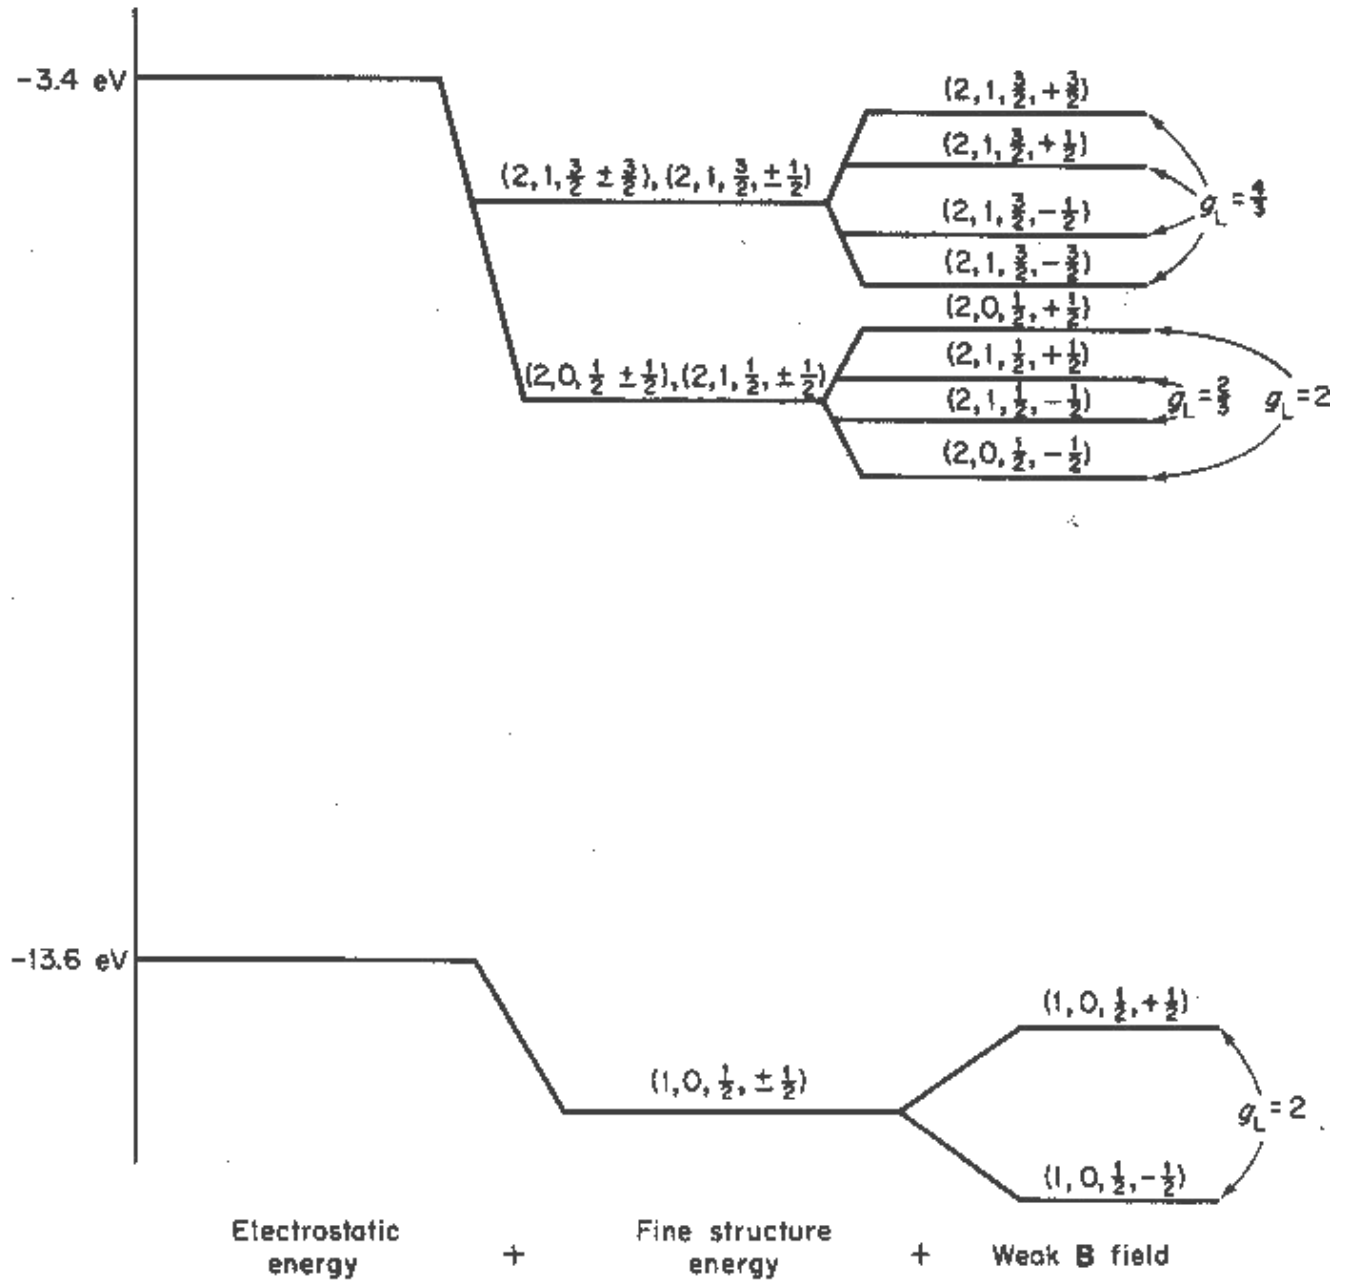 -3.4 eV
(2, 1, 3/2, +3/2)
(2, 1, 3/2, +1/2)
(2, 1, 3/2 ± 3/2), (2, 1, 3/2, ± 1/2)
(2, 1, 3/2, -1/2)
g_L = 4/3
(2, 1, 3/2, -3/2)
(2, 0, 1/2, +1/2)
(2, 1, 1/2, +1/2)
(2, 0, 1/2 ± 1/2), (2, 1, 1/2, ± 1/2)
(2, 1, 1/2, -1/2)
g_L = 2/3
g_L = 2
(2, 0, 1/2, -1/2)
-13.6 eV
(1, 0, 1/2, +1/2)
(1, 0, 1/2, ± 1/2)
g_L = 2
(1, 0, 1/2, -1/2)
Electrostatic
energy
+
Fine structure
energy
+
Weak B field